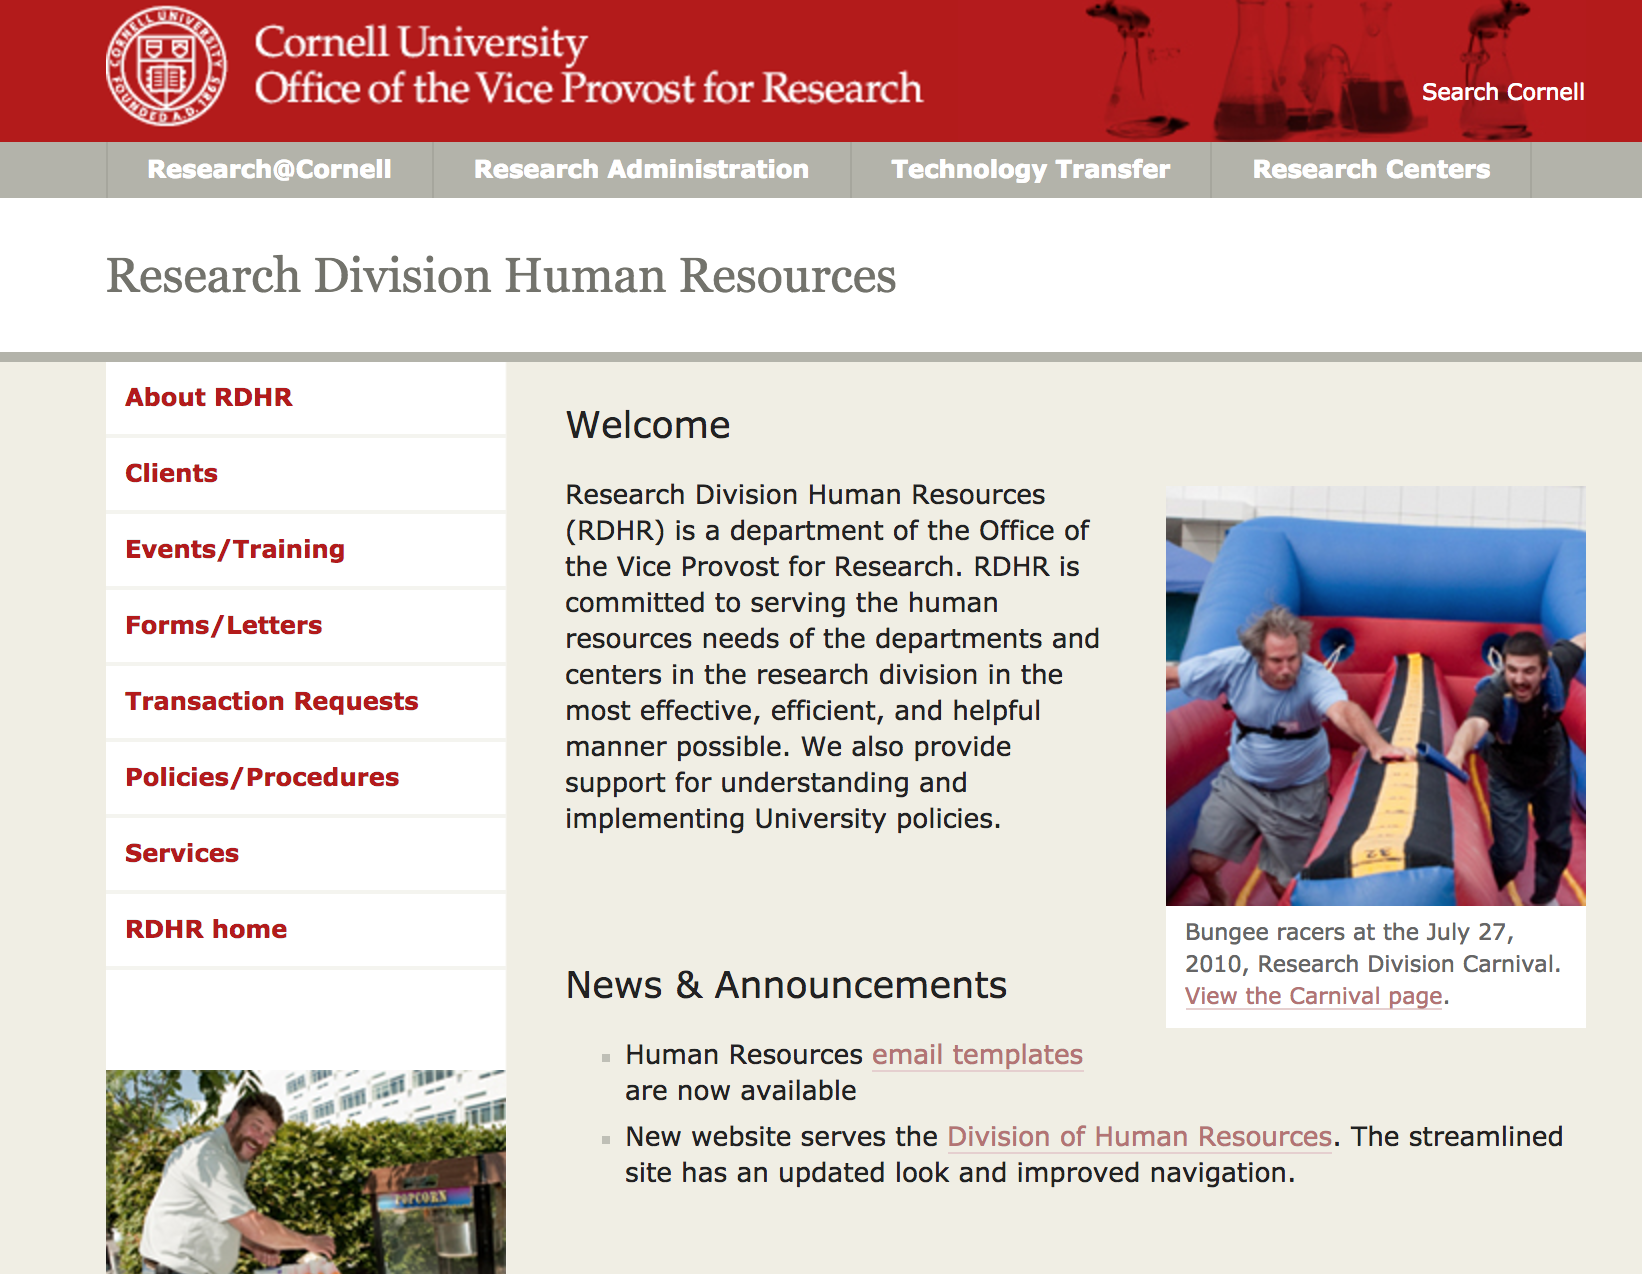 CORNELL UNIVERSITY
FOUNDED A.D. 1865
Cornell University
Office of the Vice Provost for Research
Search Cornell
Research@Cornell
Research Administration
Technology Transfer
Research Centers
Research Division Human Resources
About RDHR
Clients
Events/Training
Forms/Letters
Transaction Requests
Policies/Procedures
Services
RDHR home
Welcome
Research Division Human Resources
(RDHR) is a department of the Office of
the Vice Provost for Research. RDHR is
committed to serving the human
resources needs of the departments and
centers in the research division in the
most effective, efficient, and helpful
manner possible. We also provide
support for understanding and
implementing University policies.
32
Bungee racers at the July 27,
2010, Research Division Carnival.
View the Carnival page.
News & Announcements
Human Resources email templates
are now available
New website serves the Division of Human Resources. The streamlined
site has an updated look and improved navigation.
POPCORN